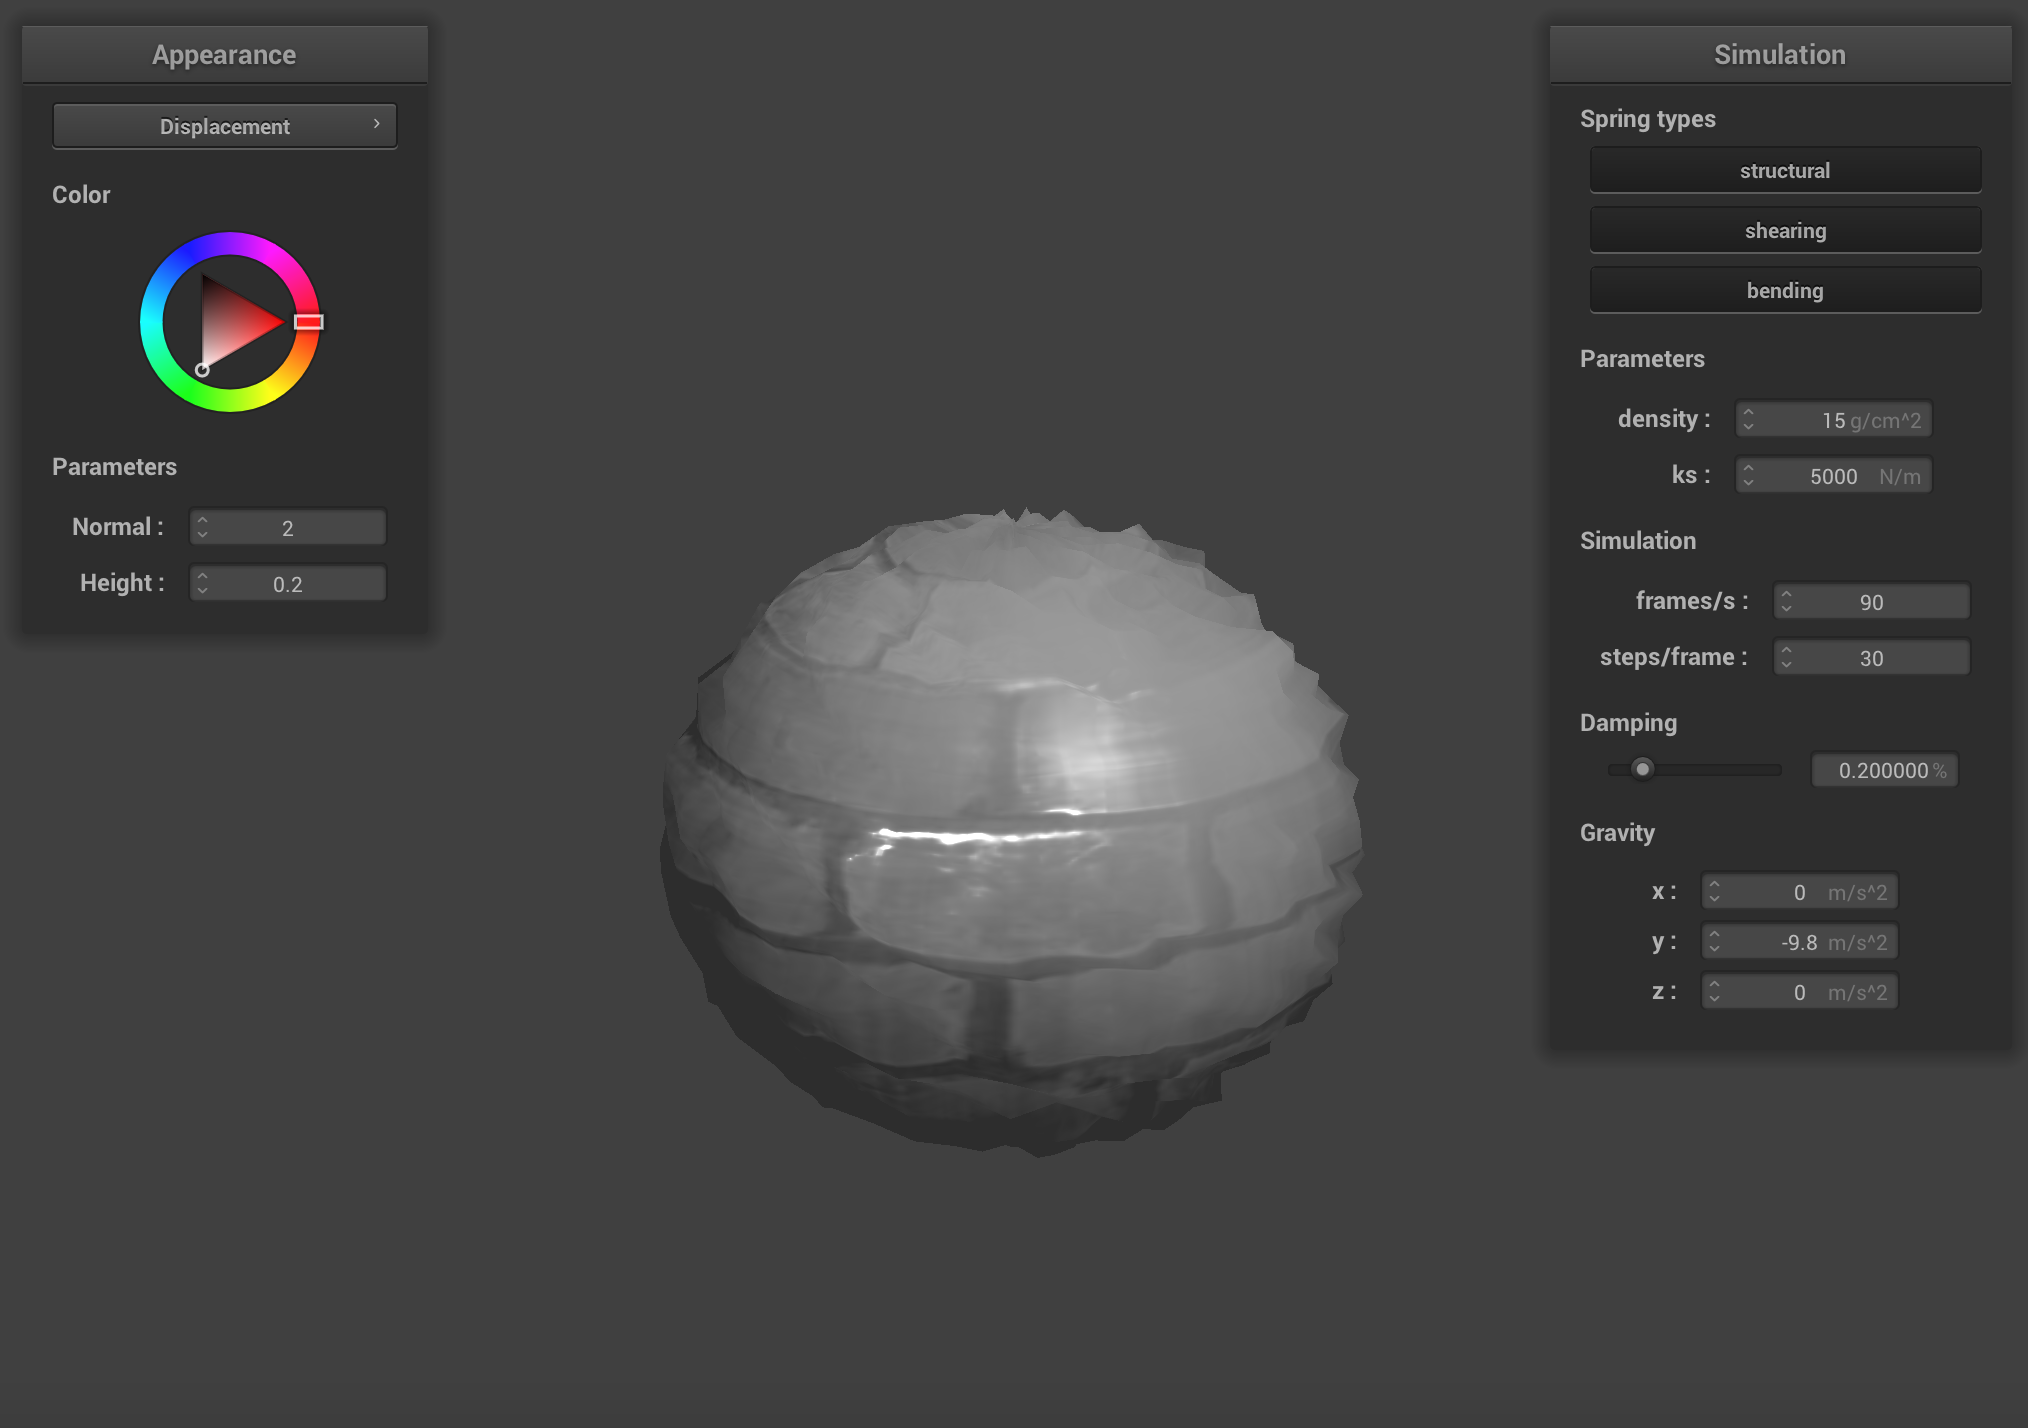 Appearance
Displacement
Color
Parameters
Normal : 2
Height : 0.2
Simulation
Spring types
structural
shearing
bending
Parameters
density : 15 g/cm^2
ks : 5000 N/m
Simulation
frames/s : 90
steps/frame : 30
Damping
0.200000 %
Gravity
x : 0 m/s^2
y : -9.8 m/s^2
z : 0 m/s^2